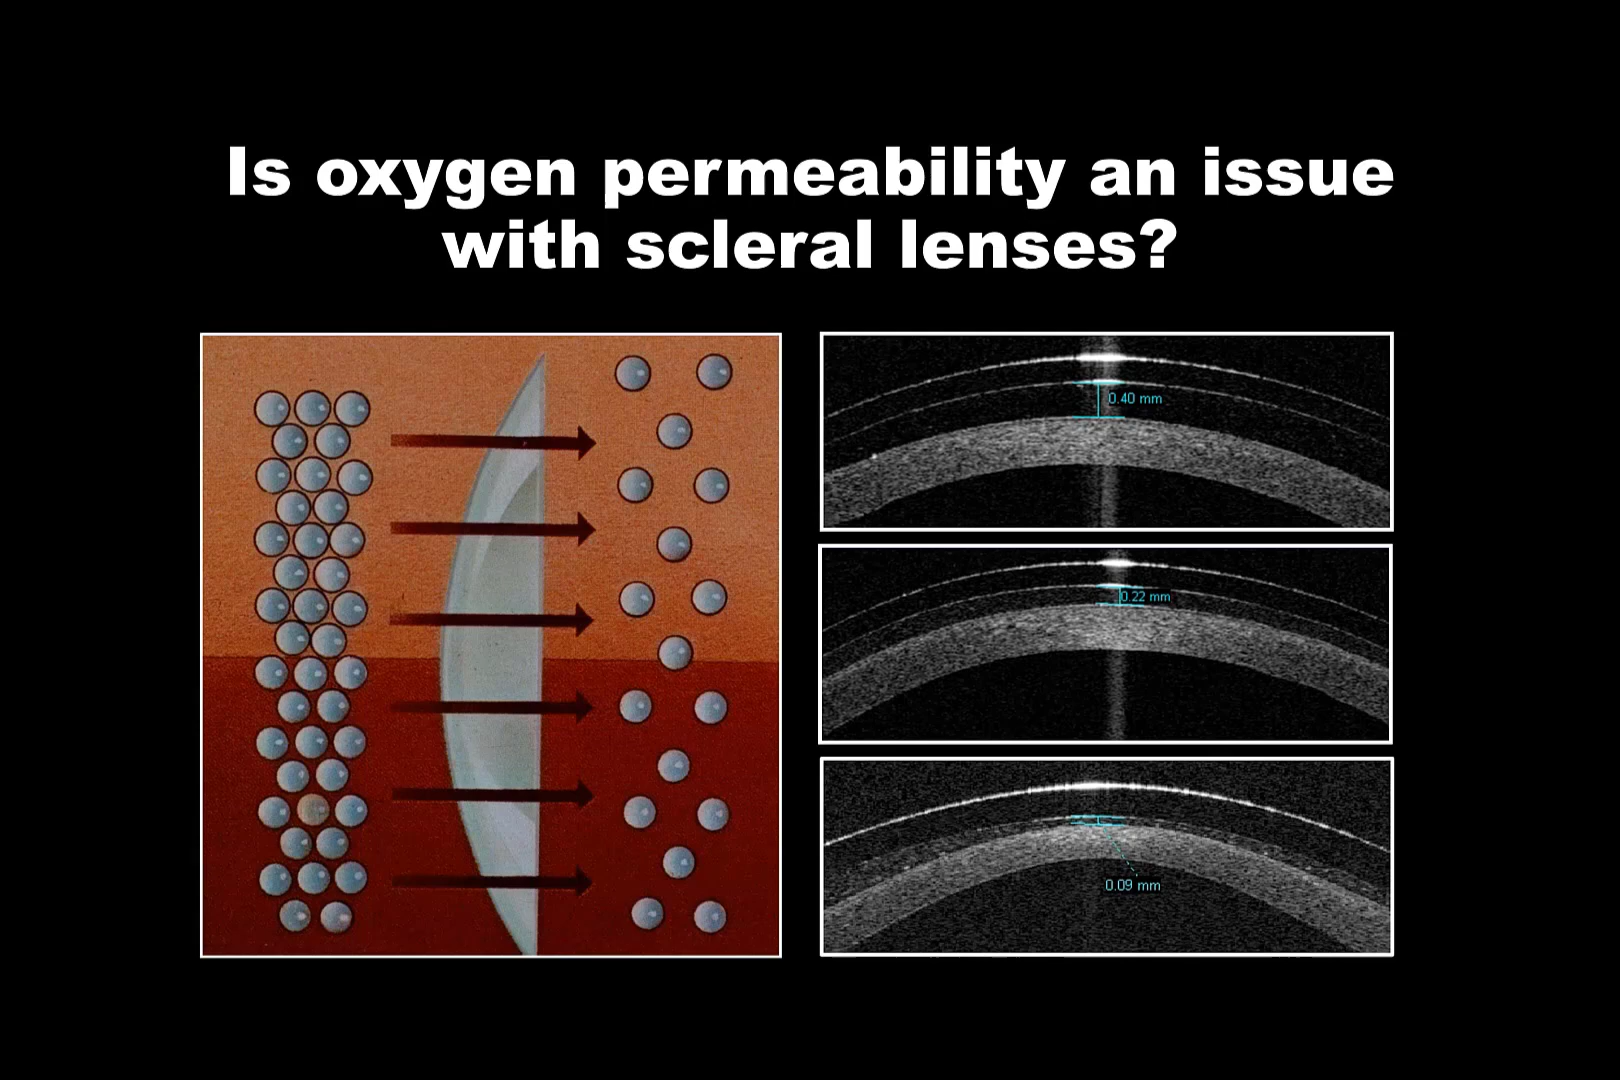 Is oxygen permeability an issue
with scleral lenses?
0.40 mm
0.22 mm
0.09 mm